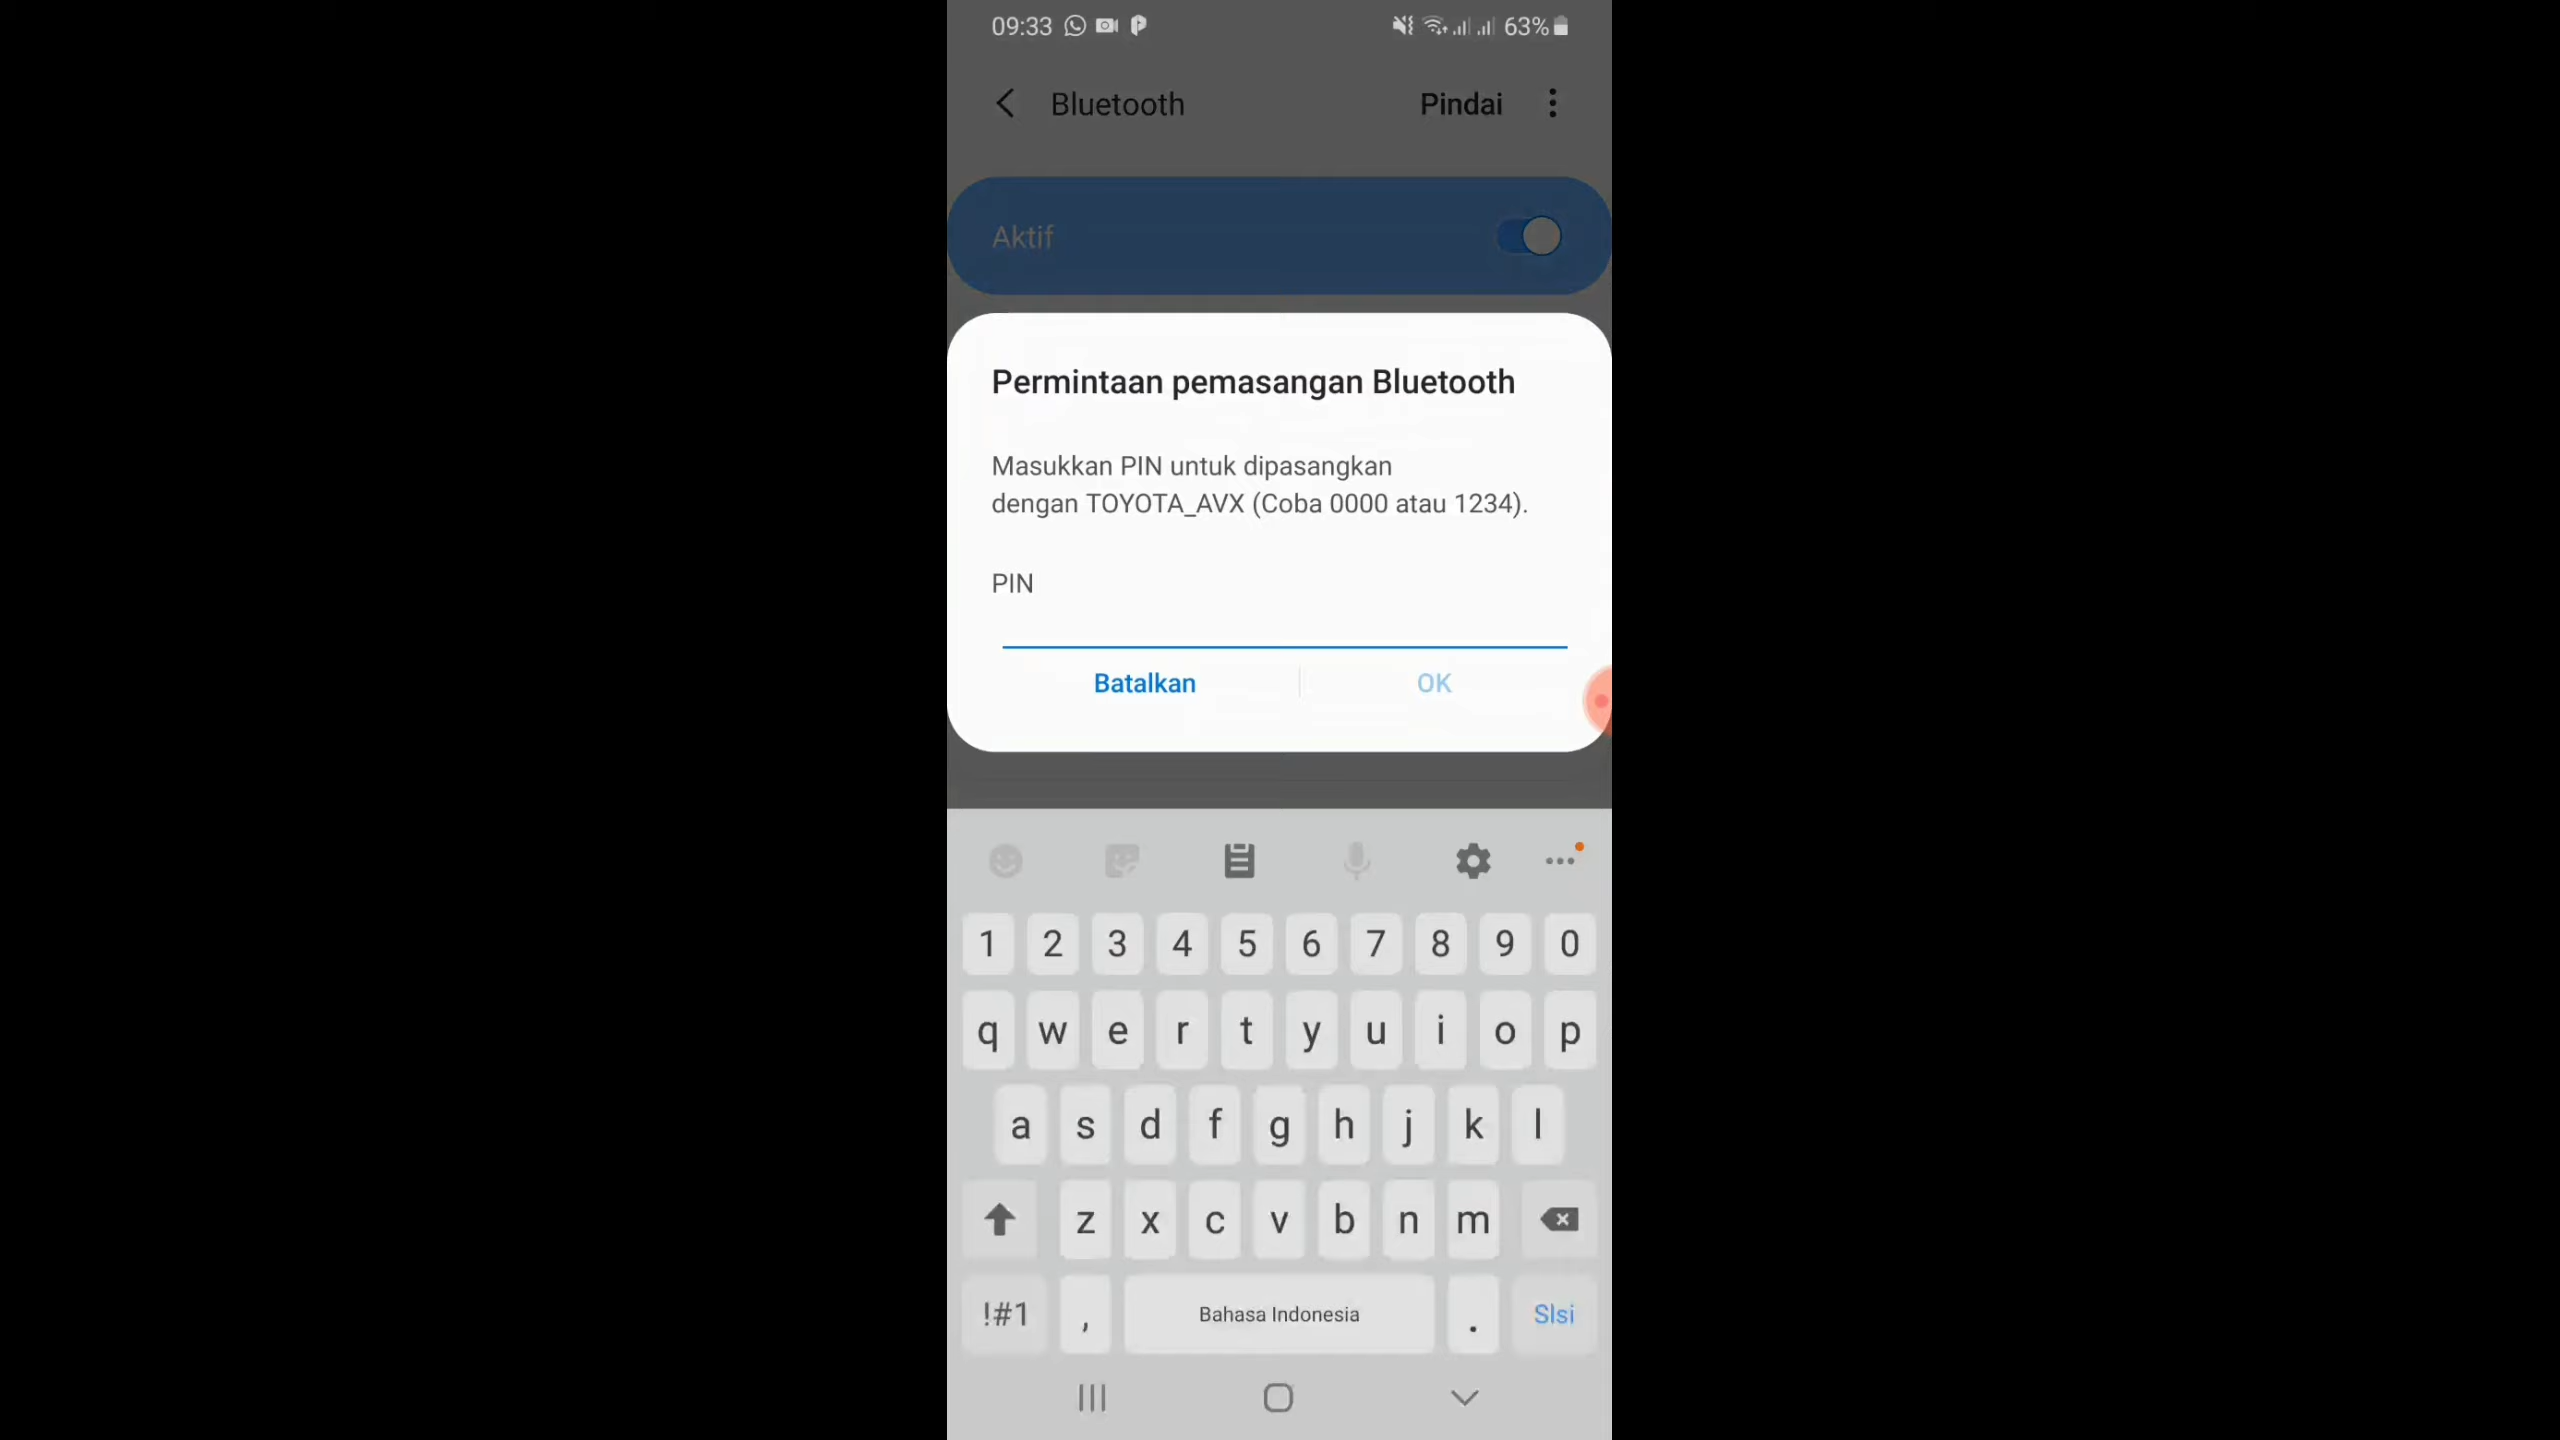 09:33 63%
Bluetooth Pindai
Aktif
Permintaan pemasangan Bluetooth
Masukkan PIN untuk dipasangkan
dengan TOYOTA_AVX (Coba 0000 atau 1234).
PIN
Batalkan OK
1 2 3 4 5 6 7 8 9 0
q w e r t y u i o p
a s d f g h j k l
z x c v b n m
!#1 , Bahasa Indonesia . Slsi